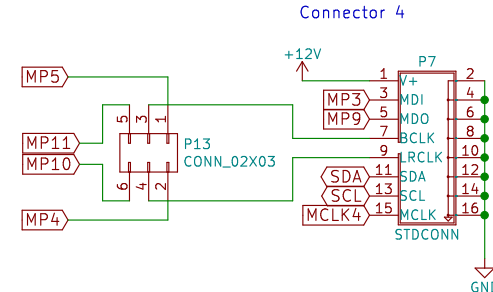 Connector 4
+12V
P7
MP5
1
V+
2
MP3
3
MDI
4
5
3
1
MP9
5
MDO
6
MP11
P13
7
BCLK
8
MP10
CONN_02X03
9
LRCLK
10
SDA
11
SDA
12
6
4
2
SCL
13
SCL
14
MP4
MCLK4
15
MCLK
16
STDCONN
GND